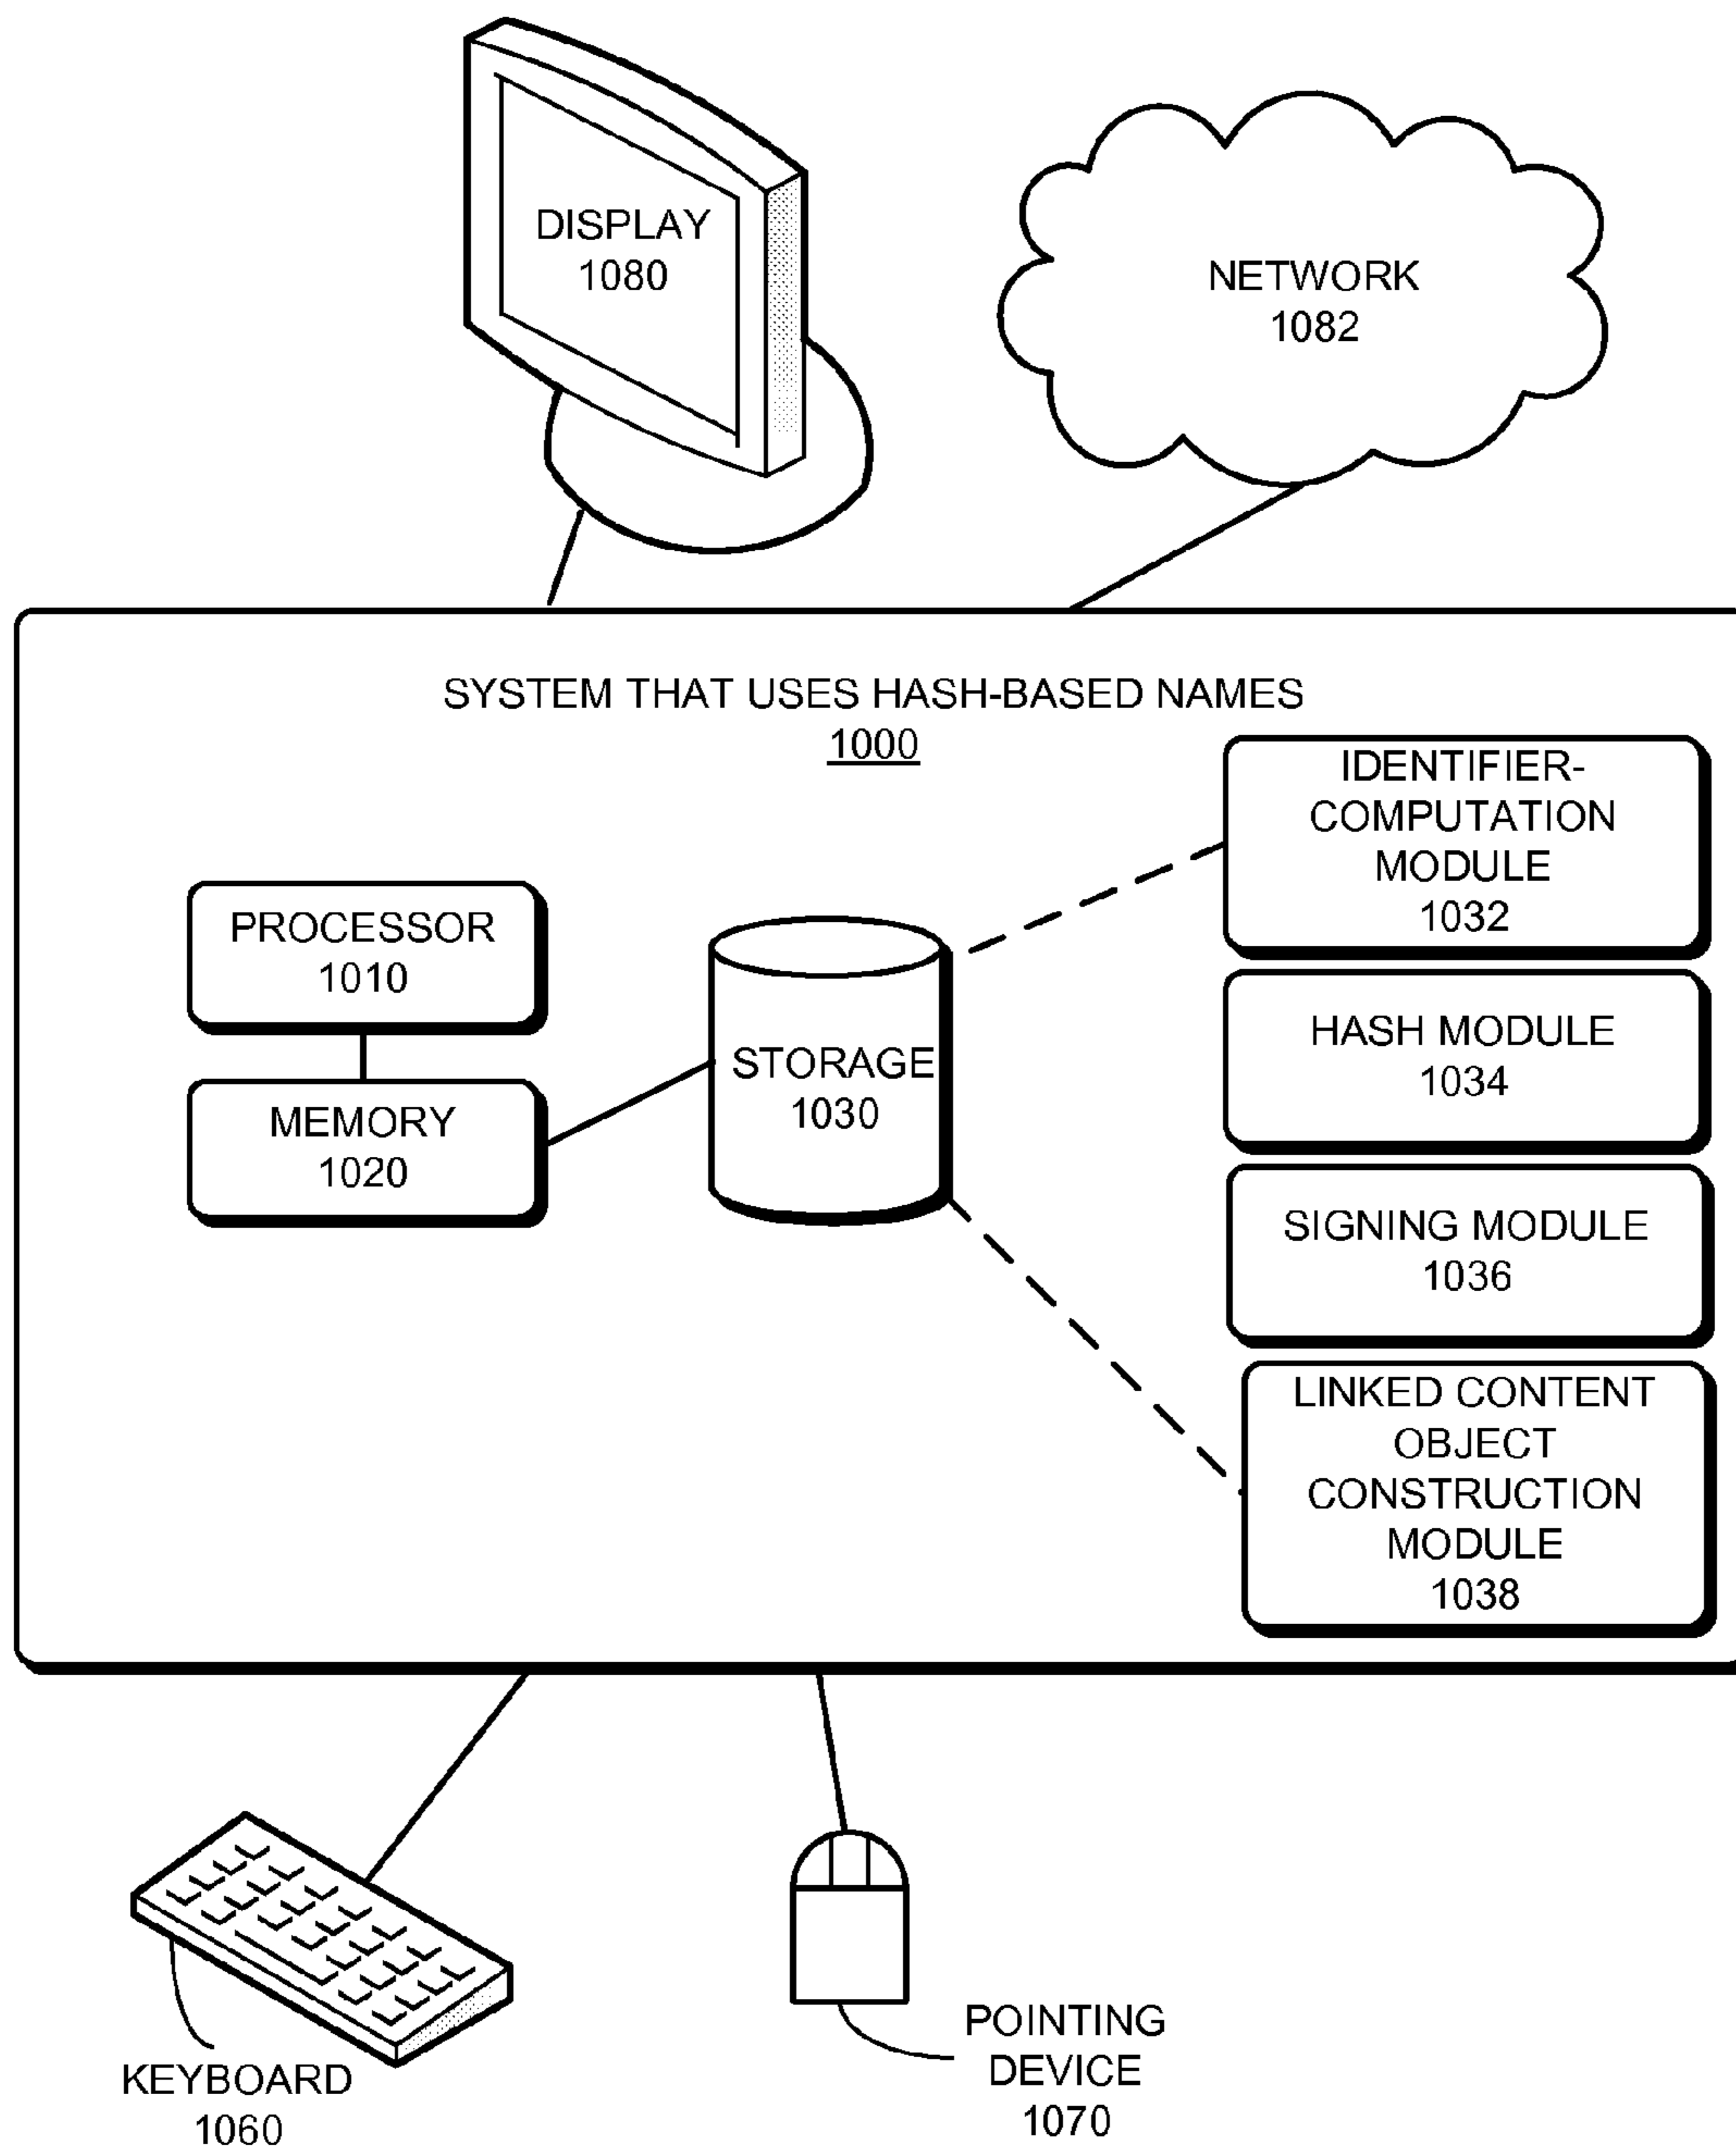 DISPLAY
1080
NETWORK
1082
SYSTEM THAT USES HASH-BASED NAMES
1000
IDENTIFIER-
COMPUTATION
MODULE
1032
PROCESSOR
1010
HASH MODULE
1034
STORAGE
1030
MEMORY
1020
SIGNING MODULE
1036
LINKED CONTENT
OBJECT
CONSTRUCTION
MODULE
1038
KEYBOARD
1060
POINTING
DEVICE
1070